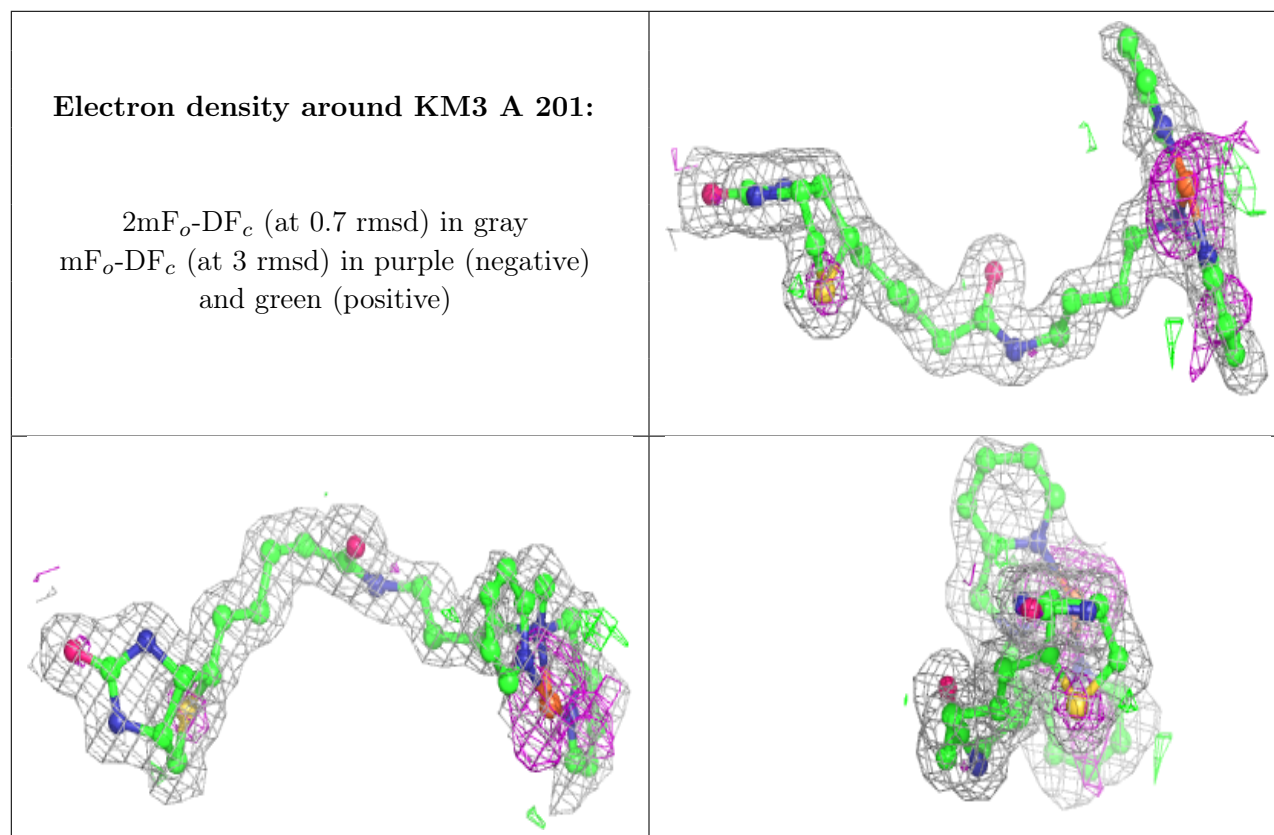 Electron density around KM3 A 201:
2mFₒ-DF𝒸 (at 0.7 rmsd) in gray
mFₒ-DF𝒸 (at 3 rmsd) in purple (negative)
and green (positive)